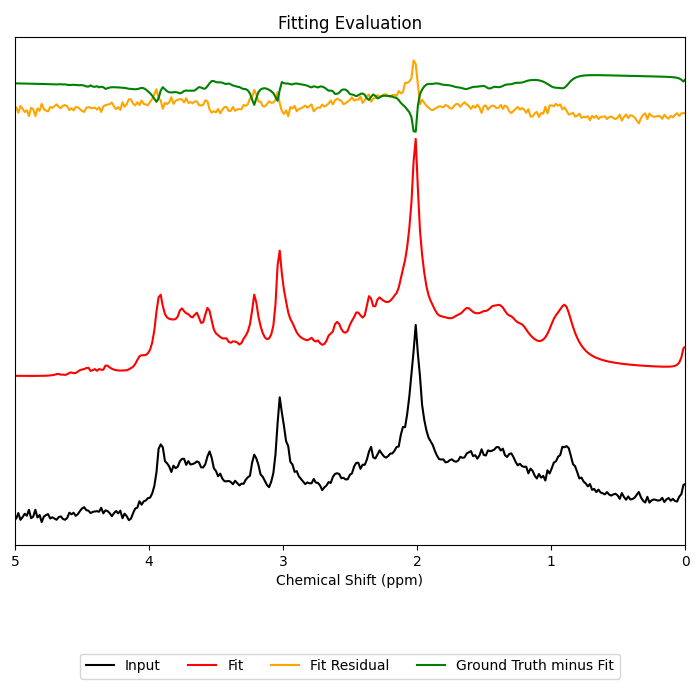 Fitting Evaluation
5 4 3 2 1 0
Chemical Shift (ppm)
Input Fit Fit Residual Ground Truth minus Fit